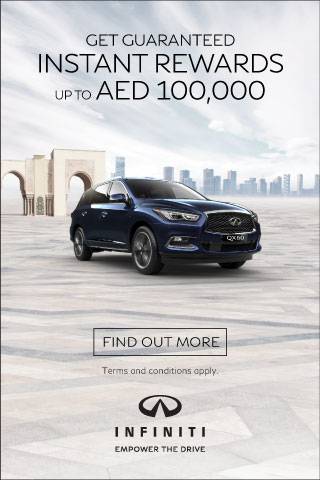 GET GUARANTEED
INSTANT REWARDS
UP TO AED 100,000
QX60
FIND OUT MORE
Terms and conditions apply.
INFINITI
EMPOWER THE DRIVE